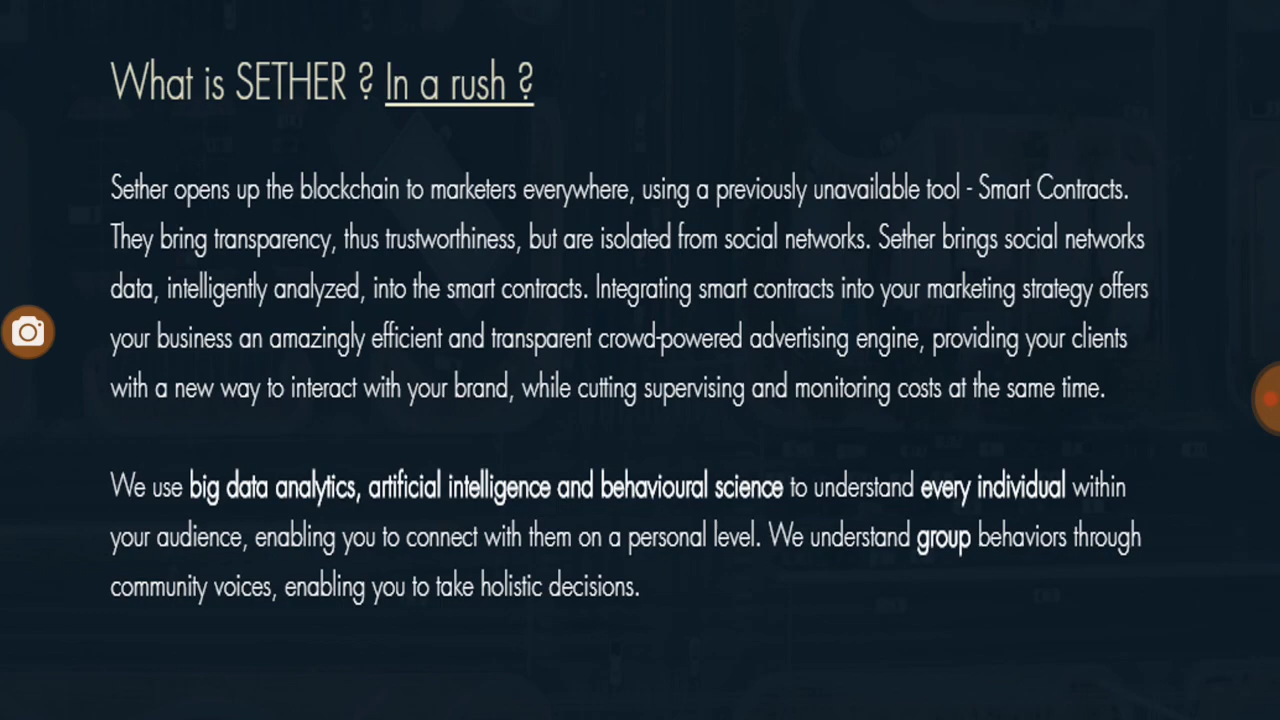 What is SETHER ? In a rush ?
Sether opens up the blockchain to marketers everywhere, using a previously unavailable tool - Smart Contracts.
They bring transparency, thus trustworthiness, but are isolated from social networks. Sether brings social networks
data, intelligently analyzed, into the smart contracts. Integrating smart contracts into your marketing strategy offers
your business an amazingly efficient and transparent crowd-powered advertising engine, providing your clients
with a new way to interact with your brand, while cutting supervising and monitoring costs at the same time.
We use big data analytics, artificial intelligence and behavioural science to understand every individual within
your audience, enabling you to connect with them on a personal level. We understand group behaviors through
community voices, enabling you to take holistic decisions.